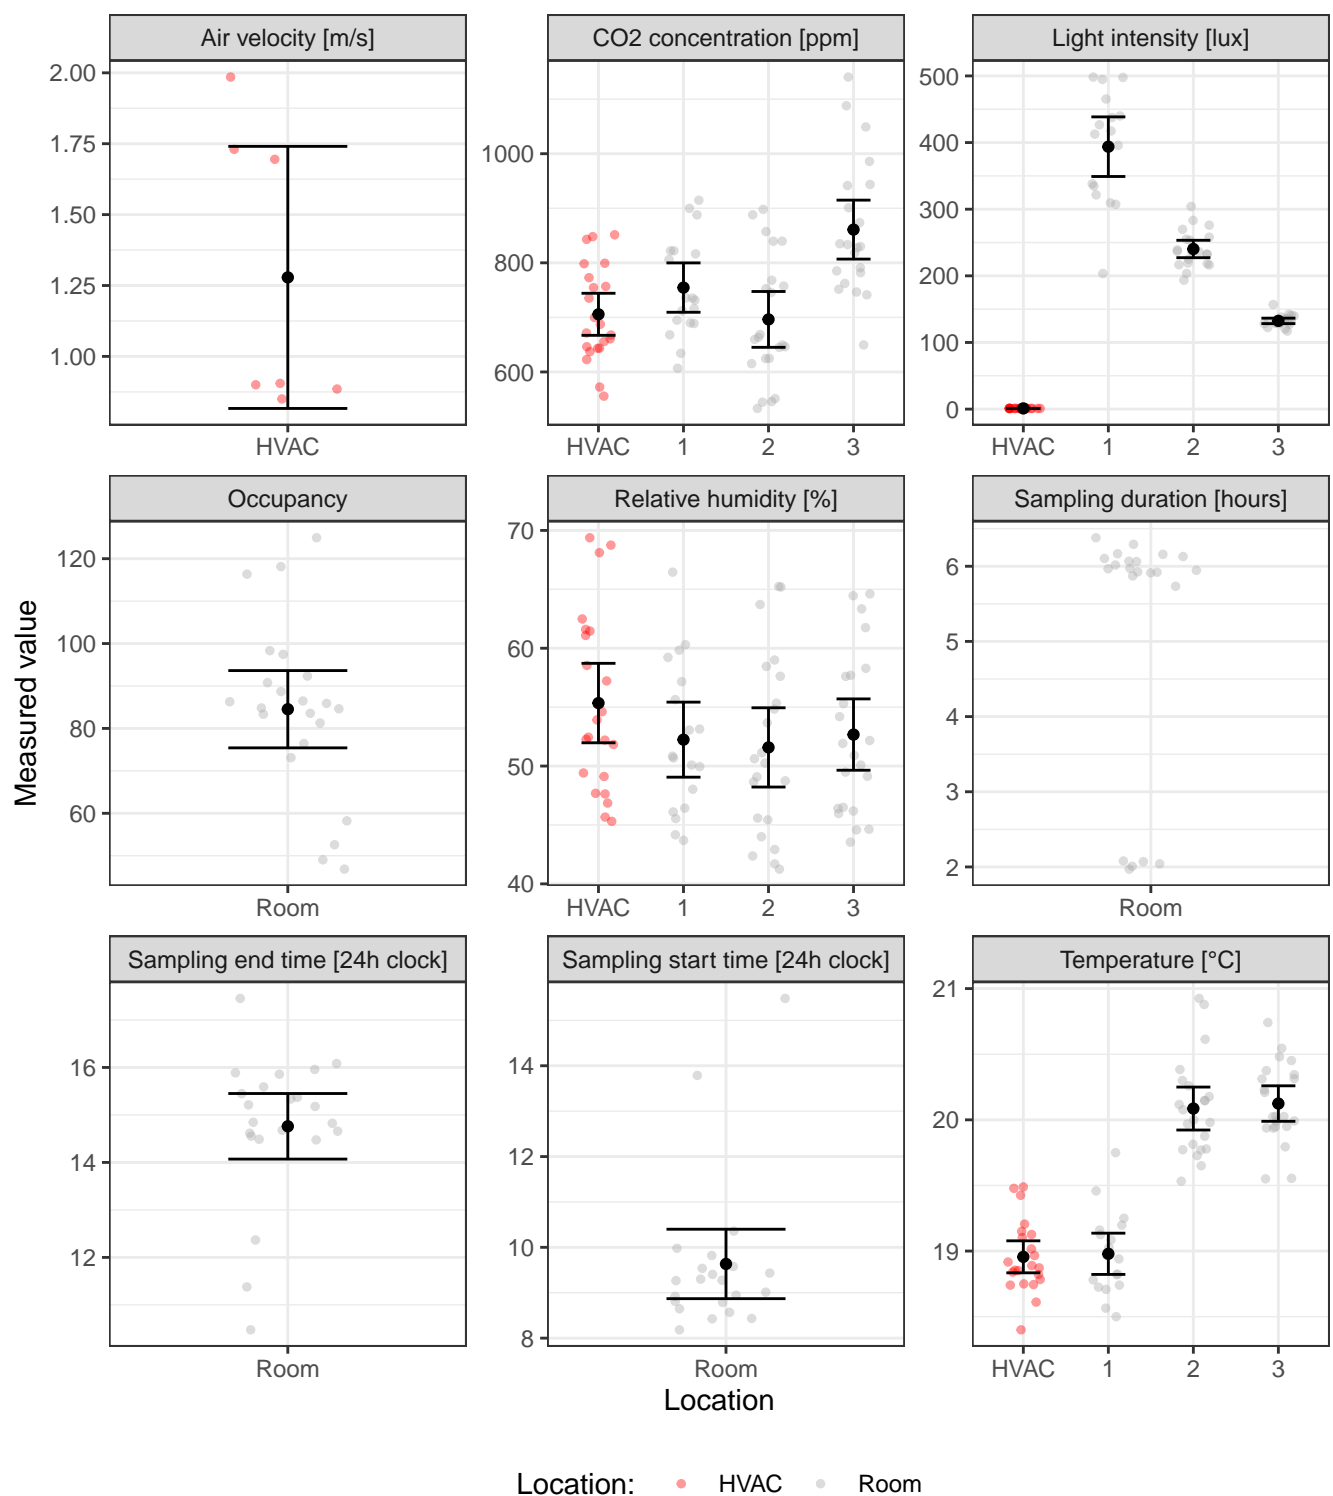 Air velocity [m/s]
CO2 concentration [ppm]
Light intensity [lux]
2.00
1.75
1.50
1.25
1.00
1000
800
600
500
400
300
200
100
0
HVAC
HVAC 1 2 3
HVAC 1 2 3
Occupancy
Relative humidity [%]
Sampling duration [hours]
120
100
80
60
70
60
50
40
6
5
4
3
2
Room
HVAC 1 2 3
Room
Measured value
Sampling end time [24h clock]
Sampling start time [24h clock]
Temperature [°C]
16
14
12
14
12
10
8
21
20
19
Room
Room
HVAC 1 2 3
Location
Location: HVAC Room